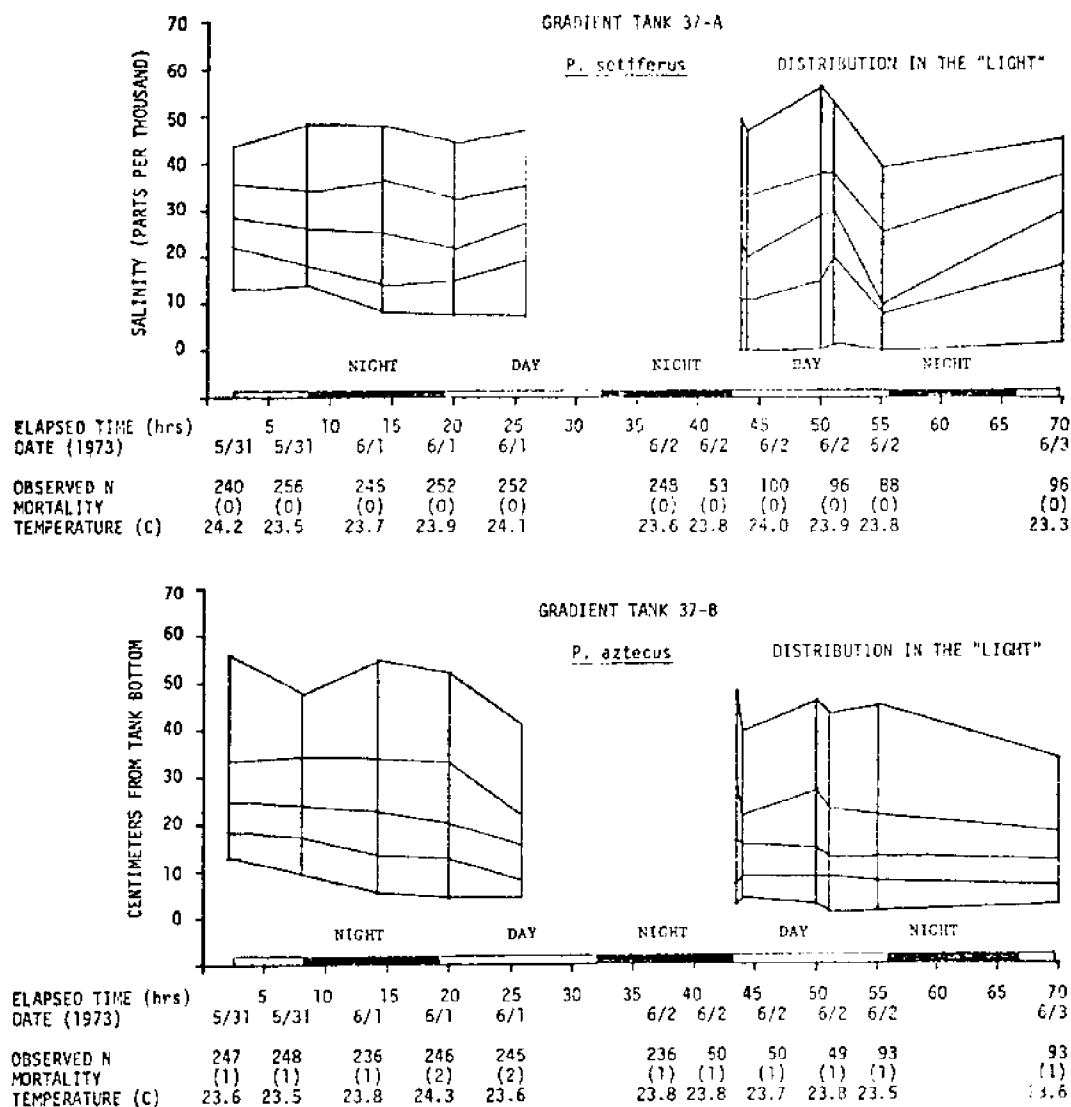 GRADIENT TANK 37-A
P. setiferus DISTRIBUTION IN THE "LIGHT"
SALINITY (PARTS PER THOUSAND)
70
60
50
40
30
20
10
0
NIGHT DAY NIGHT DAY NIGHT
ELAPSED TIME (hrs) 5 10 15 20 25 30 35 40 45 50 55 60 65 70
DATE (1973) 5/31 5/31 6/1 6/1 6/1 6/2 6/2 6/2 6/2 6/2 6/3
OBSERVED N 240 256 245 252 252 248 53 100 96 88 96
MORTALITY (0) (0) (0) (0) (0) (0) (0) (0) (0) (0) (0)
TEMPERATURE (C) 24.2 23.5 23.7 23.9 24.1 23.6 23.8 24.0 23.9 23.8 23.3
GRADIENT TANK 37-B
P. aztecus DISTRIBUTION IN THE "LIGHT"
CENTIMETERS FROM TANK BOTTOM
70
60
50
40
30
20
10
0
NIGHT DAY NIGHT DAY NIGHT
ELAPSED TIME (hrs) 5 10 15 20 25 30 35 40 45 50 55 60 65 70
DATE (1973) 5/31 5/31 6/1 6/1 6/1 6/2 6/2 6/2 6/2 6/2 6/3
OBSERVED N 247 248 236 246 245 236 50 50 49 93 93
MORTALITY (1) (1) (1) (2) (2) (1) (1) (1) (1) (1) (1)
TEMPERATURE (C) 23.6 23.5 23.8 24.3 23.6 23.8 23.8 23.7 23.8 23.5